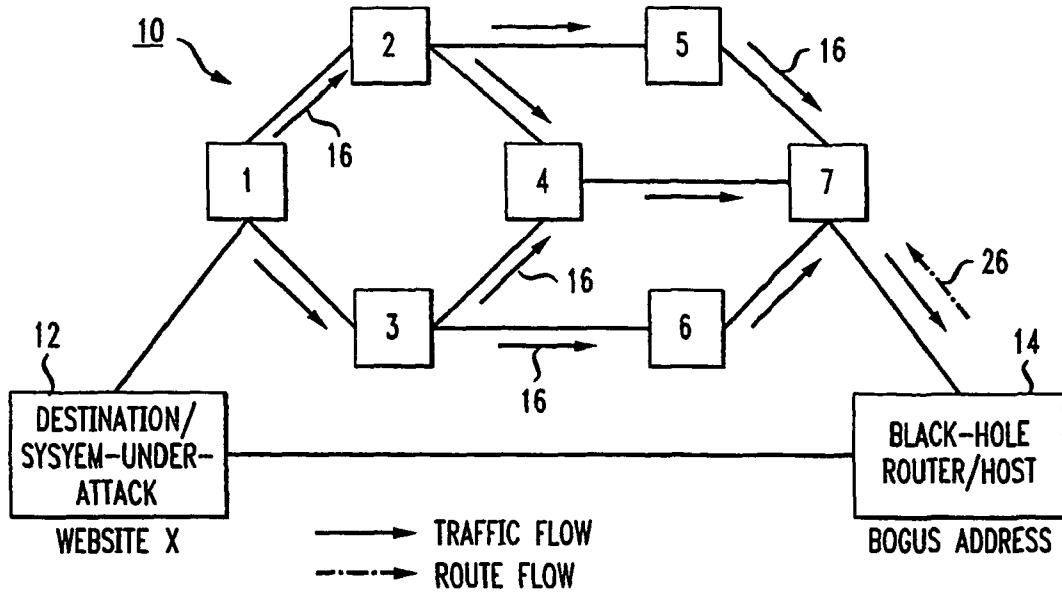 10
2
5
16
16
1
4
7
16
26
3
6
16
12
14
DESTINATION/
SYSYEM-UNDER-
ATTACK
BLACK-HOLE
ROUTER/HOST
WEBSITE X
BOGUS ADDRESS
TRAFFIC FLOW
ROUTE FLOW